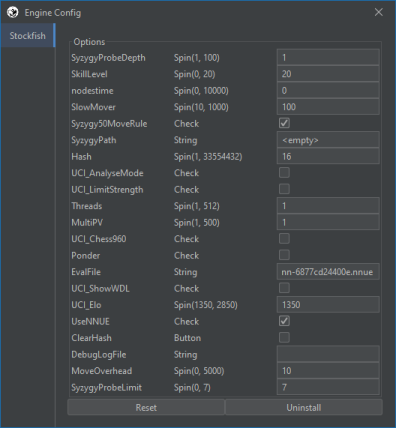 Engine Config
Stockfish
Options
SyzygyProbeDepth Spin(1, 100) 1
SkillLevel Spin(0, 20) 20
nodestime Spin(0, 10000) 0
SlowMover Spin(10, 1000) 100
Syzygy50MoveRule Check
SyzygyPath String <empty>
Hash Spin(1, 33554432) 16
UCI_AnalyseMode Check
UCI_LimitStrength Check
Threads Spin(1, 512) 1
MultiPV Spin(1, 500) 1
UCI_Chess960 Check
Ponder Check
EvalFile String nn-6877cd24400e.nnue
UCI_ShowWDL Check
UCI_Elo Spin(1350, 2850) 1350
UseNNUE Check
ClearHash Button
DebugLogFile String
MoveOverhead Spin(0, 5000) 10
SyzygyProbeLimit Spin(0, 7) 7
Reset Uninstall